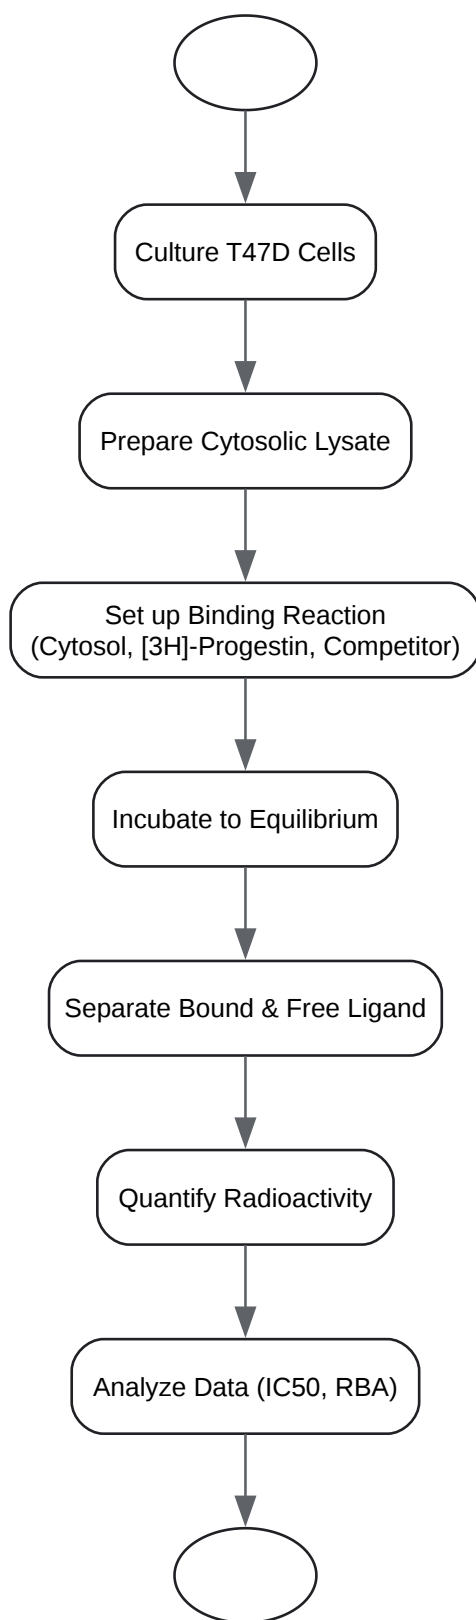 Culture T47D Cells
Prepare Cytosolic Lysate
Set up Binding Reaction
(Cytosol, [3H]-Progestin, Competitor)
Incubate to Equilibrium
Separate Bound & Free Ligand
Quantify Radioactivity
Analyze Data (IC50, RBA)